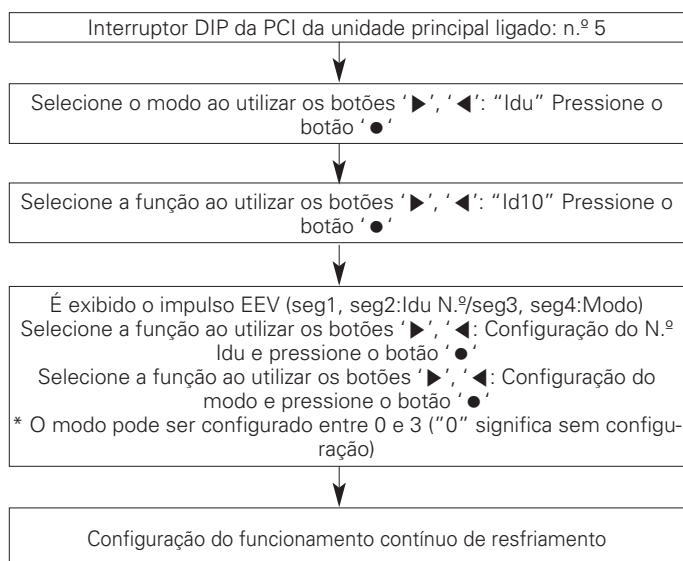 Interruptor DIP da PCI da unidade principal ligado: n.º 5
Selecione o modo ao utilizar os botões ‘▶’, ‘◀’: “Idu” Pressione o
botão ‘●‘
Selecione a função ao utilizar os botões ‘▶’, ‘◀’: “Id10” Pressione o
botão ‘●‘
É exibido o impulso EEV (seg1, seg2:Idu N.º/seg3, seg4:Modo)
Selecione a função ao utilizar os botões ‘▶’, ‘◀: Configuração do N.º
Idu e pressione o botão ‘●‘
Selecione a função ao utilizar os botões ‘▶’, ‘◀: Configuração do
modo e pressione o botão ‘●‘
* O modo pode ser configurado entre 0 e 3 ("0" significa sem configu-
ração)
Configuração do funcionamento contínuo de resfriamento